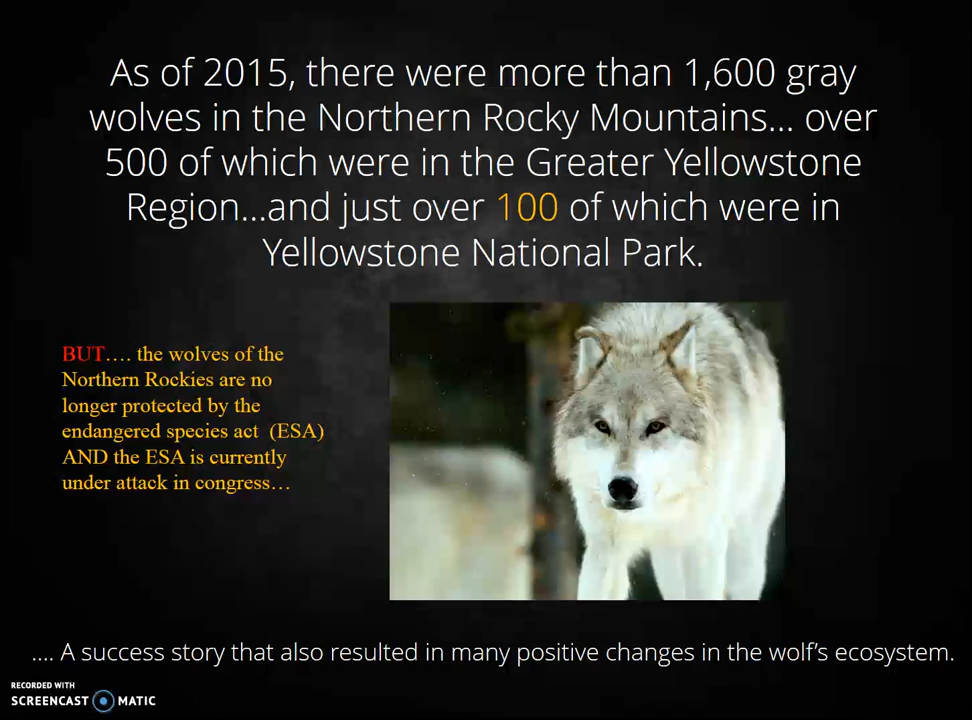 As of 2015, there were more than 1,600 gray
wolves in the Northern Rocky Mountains... over
500 of which were in the Greater Yellowstone
Region...and just over 100 of which were in
Yellowstone National Park.
BUT.... the wolves of the
Northern Rockies are no
longer protected by the
endangered species act (ESA)
AND the ESA is currently
under attack in congress...
.... A success story that also resulted in many positive changes in the wolf's ecosystem.
RECORDED WITH
SCREENCAST MATIC